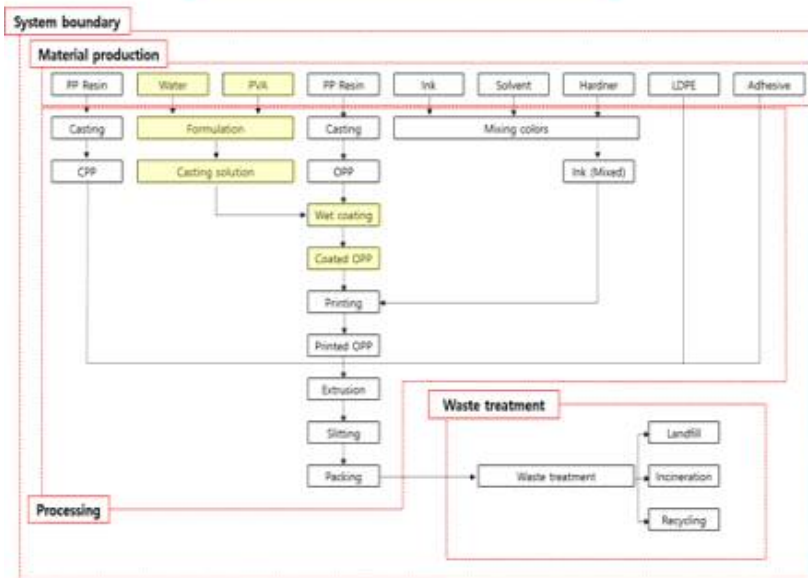 System boundary
Material production
PP Resin Water PVA PP Resin Ink Solvent Hardner LDPE Adhesive
Casting Formulation Casting Mixing colors
CPP Casting solution OPP Ink (Mixed)
Wet coating
Coated OPP
Printing
Printed OPP
Extrusion
Waste treatment
Slitting Landfill
Packing Waste treatment Incineration
Processing
Recycling